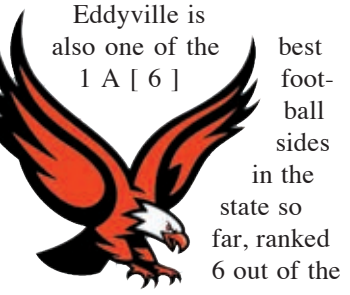 Eddyville is
also one of the best
1 A [ 6 ] foot-
ball
sides
in the
state so
far, ranked
6 out of the